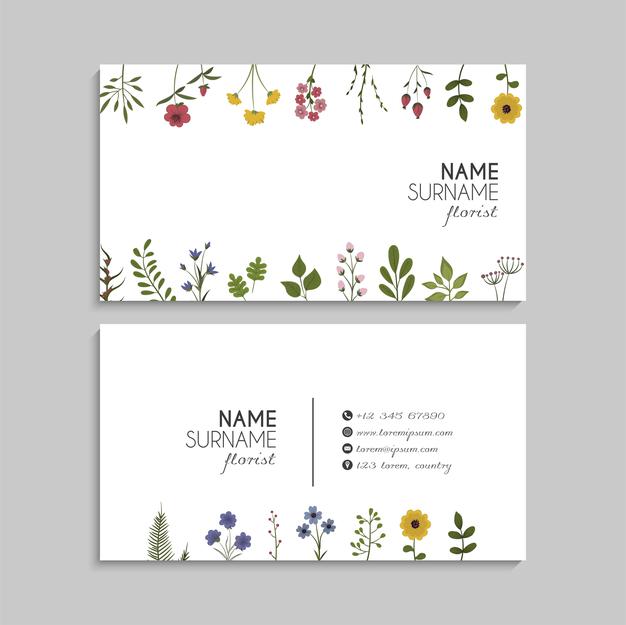 NAME
SURNAME
florist
NAME
SURNAME
florist
+12 345 67890
www.loremipsum.com
lorem@ipsum.com
123 lorem, country